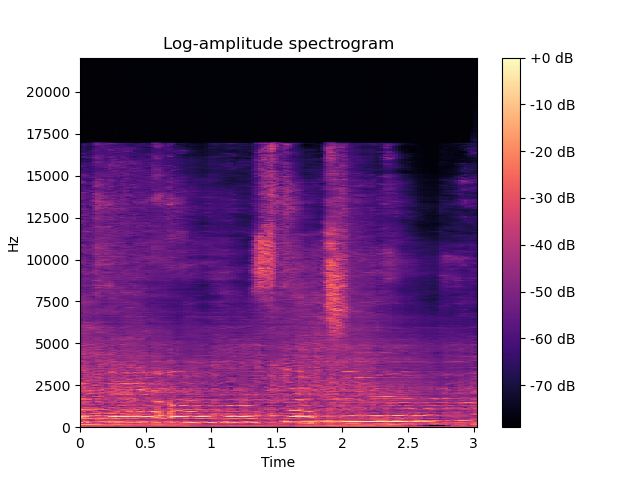 Log-amplitude spectrogram
20000
17500
15000
12500
10000
7500
5000
2500
0
Hz
0 0.5 1 1.5 2 2.5 3
Time
+0 dB
-10 dB
-20 dB
-30 dB
-40 dB
-50 dB
-60 dB
-70 dB